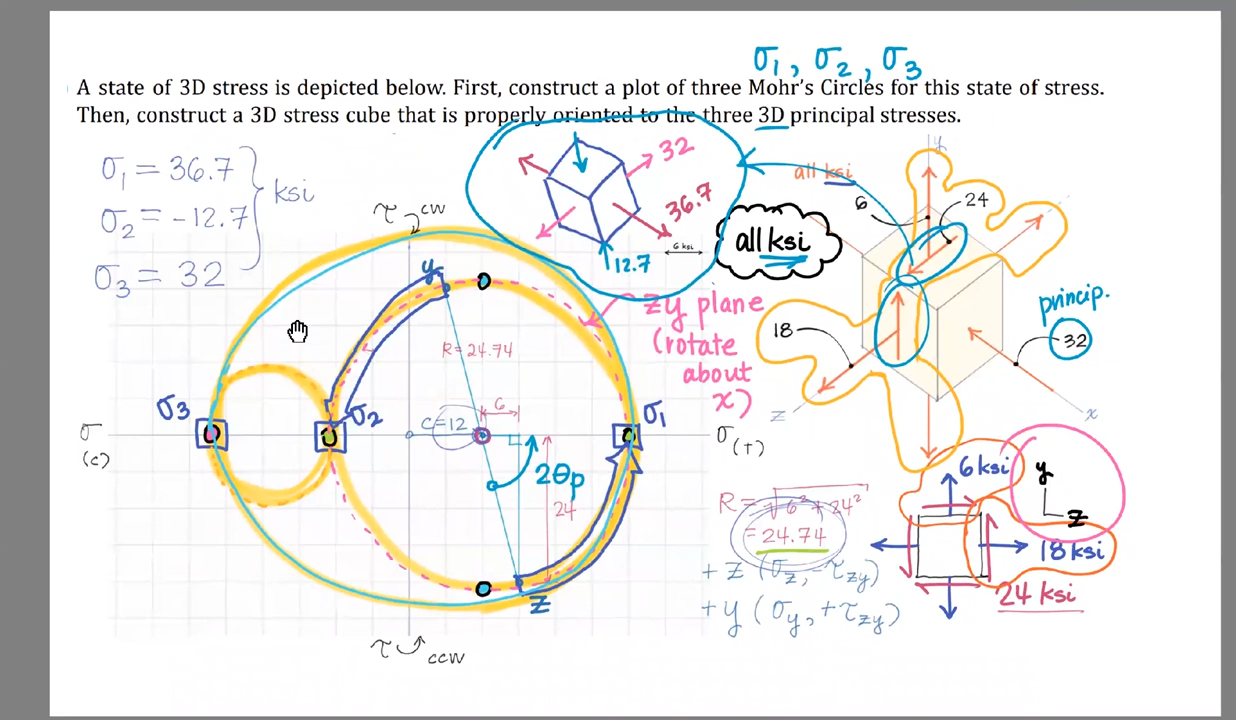 σ₁, σ₂, σ₃
A state of 3D stress is depicted below. First, construct a plot of three Mohr's Circles for this state of stress.
Then, construct a 3D stress cube that is properly oriented to the three 3D principal stresses.
σ₁ = 36.7
σ₂ = -12.7
σ₃ = 32
ksi
τ cw
32
36.7
12.7
6 ksi
all ksi
all ksi
y
6
24
18
princip.
32
z
x
zy plane
(rotate
about
x)
y
R=24.74
σ₃
σ₂
σ₁
C=12
6
σ
(c)
σ(T)
2θp
24
z
R = √6² + 24²
= 24.74
+ z (σz, -τzy)
+ y (σy, +τzy)
6 ksi
y
z
18 ksi
24 ksi
τ ccw